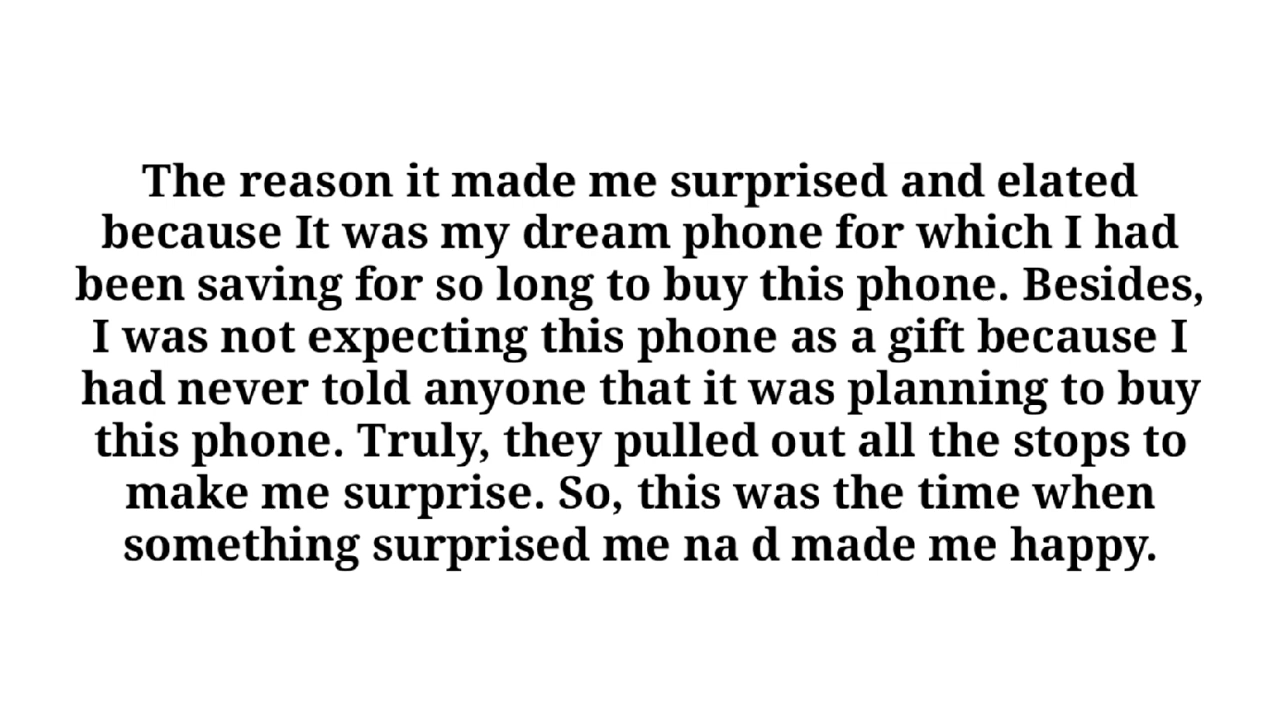 The reason it made me surprised and elated
because It was my dream phone for which I had
been saving for so long to buy this phone. Besides,
I was not expecting this phone as a gift because I
had never told anyone that it was planning to buy
this phone. Truly, they pulled out all the stops to
make me surprise. So, this was the time when
something surprised me na d made me happy.